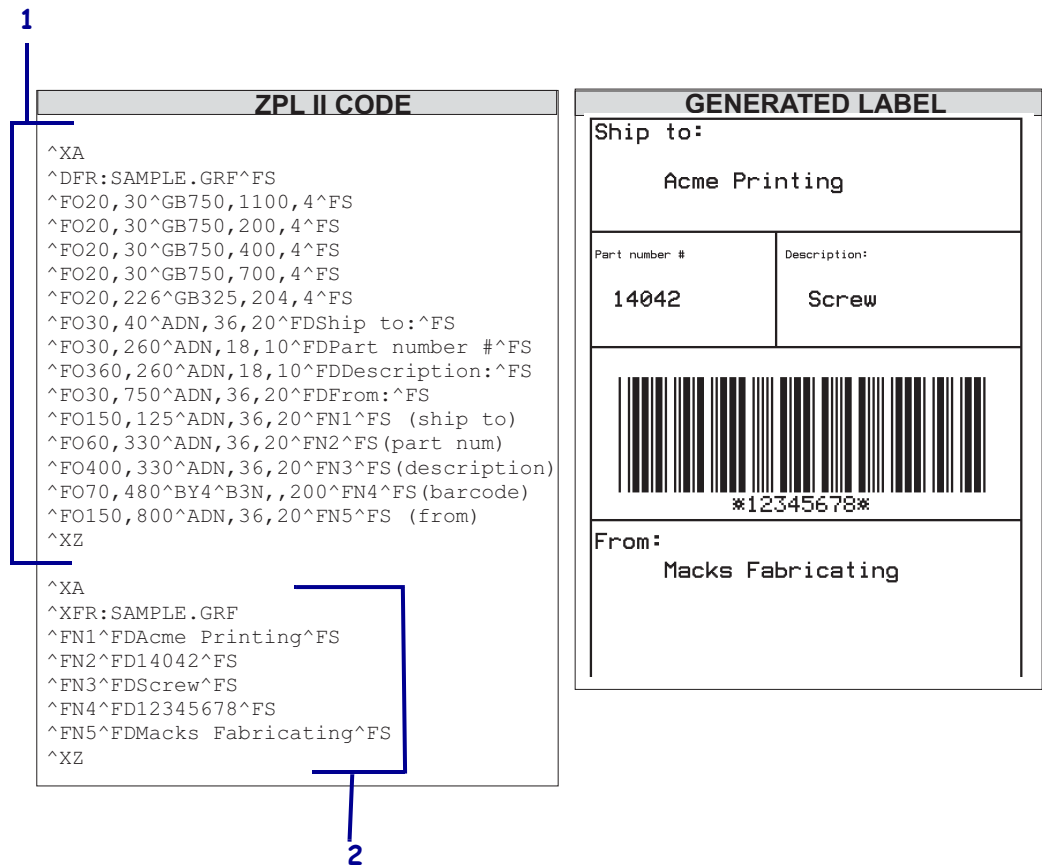 1
ZPL II CODE
^XA
^DFR:SAMPLE.GRF^FS
^FO20,30^GB750,1100,4^FS
^FO20,30^GB750,200,4^FS
^FO20,30^GB750,400,4^FS
^FO20,30^GB750,700,4^FS
^FO20,226^GB325,204,4^FS
^FO30,40^ADN,36,20^FDShip to:^FS
^FO30,260^ADN,18,10^FDPart number #^FS
^FO360,260^ADN,18,10^FDDescription:^FS
^FO30,750^ADN,36,20^FDFrom:^FS
^FO150,125^ADN,36,20^FN1^FS (ship to)
^FO60,330^ADN,36,20^FN2^FS(part num)
^FO400,330^ADN,36,20^FN3^FS(description)
^FO70,480^BY4^B3N,,200^FN4^FS(barcode)
^FO150,800^ADN,36,20^FN5^FS (from)
^XZ
^XA
^XFR:SAMPLE.GRF
^FN1^FDAcme Printing^FS
^FN2^FD14042^FS
^FN3^FDScrew^FS
^FN4^FD12345678^FS
^FN5^FDMacks Fabricating^FS
^XZ
2
GENERATED LABEL
Ship to:
Acme Printing
Part number #
Description:
14042
Screw
*12345678*
From:
Macks Fabricating